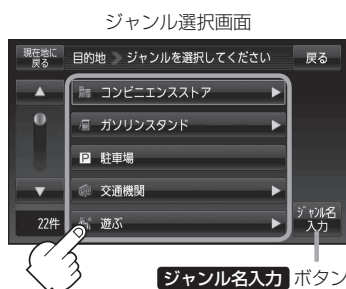 ジャンル選択画面
現在地に
戻る
目的地 ジャンルを選択してください
戻る
コンビニエンスストア
ガソリンスタンド
P 駐車場
交通機関
22件
遊ぶ
ジャンル名
入力
ジャンル名入力 ボタン